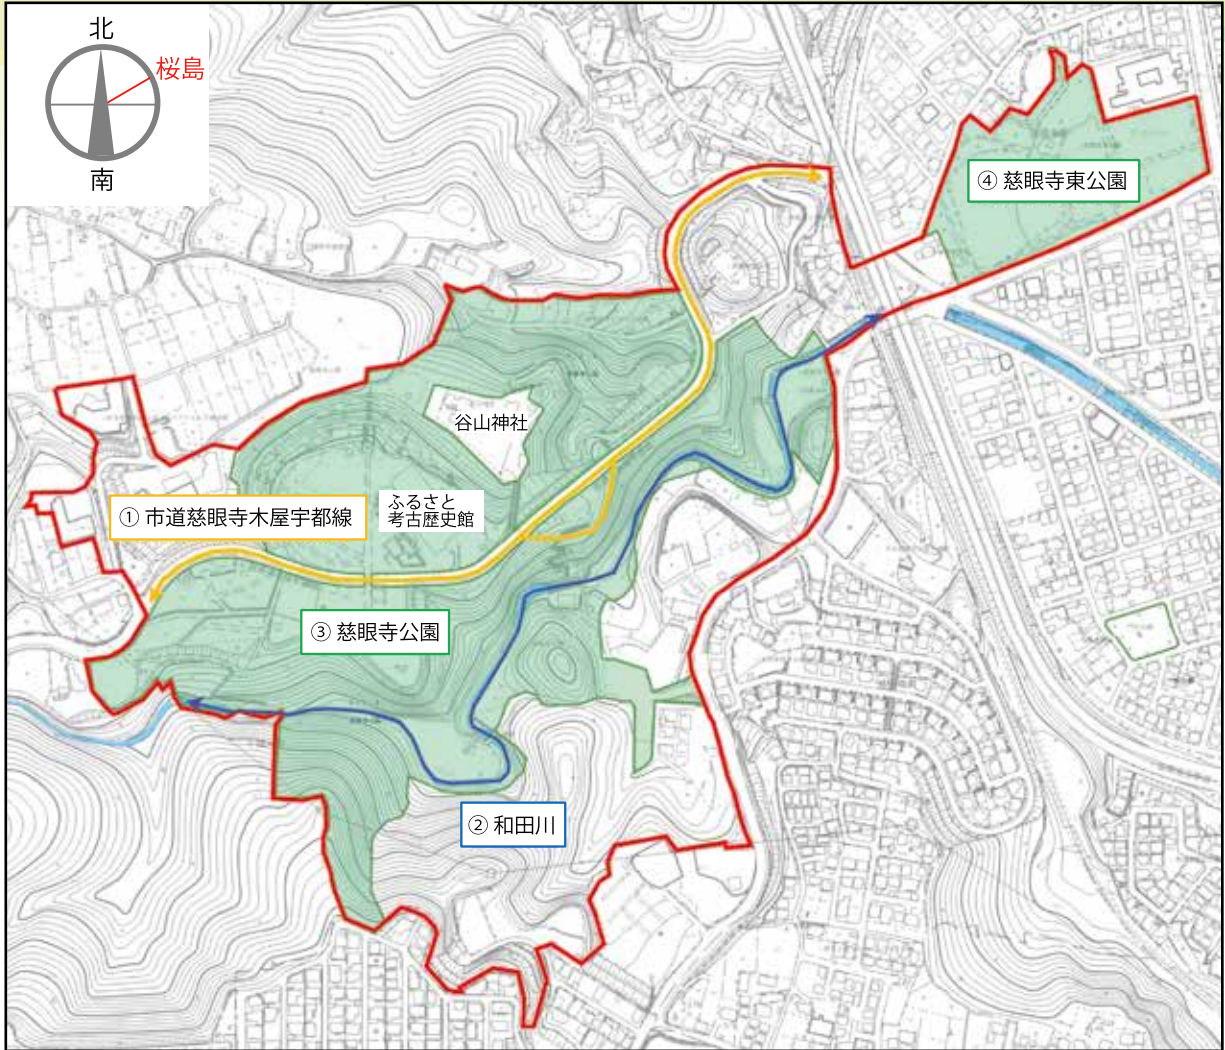 北
桜島
南
④ 慈眼寺東公園
谷山神社
ふるさと
考古歴史館
① 市道慈眼寺木屋宇都線
③ 慈眼寺公園
② 和田川